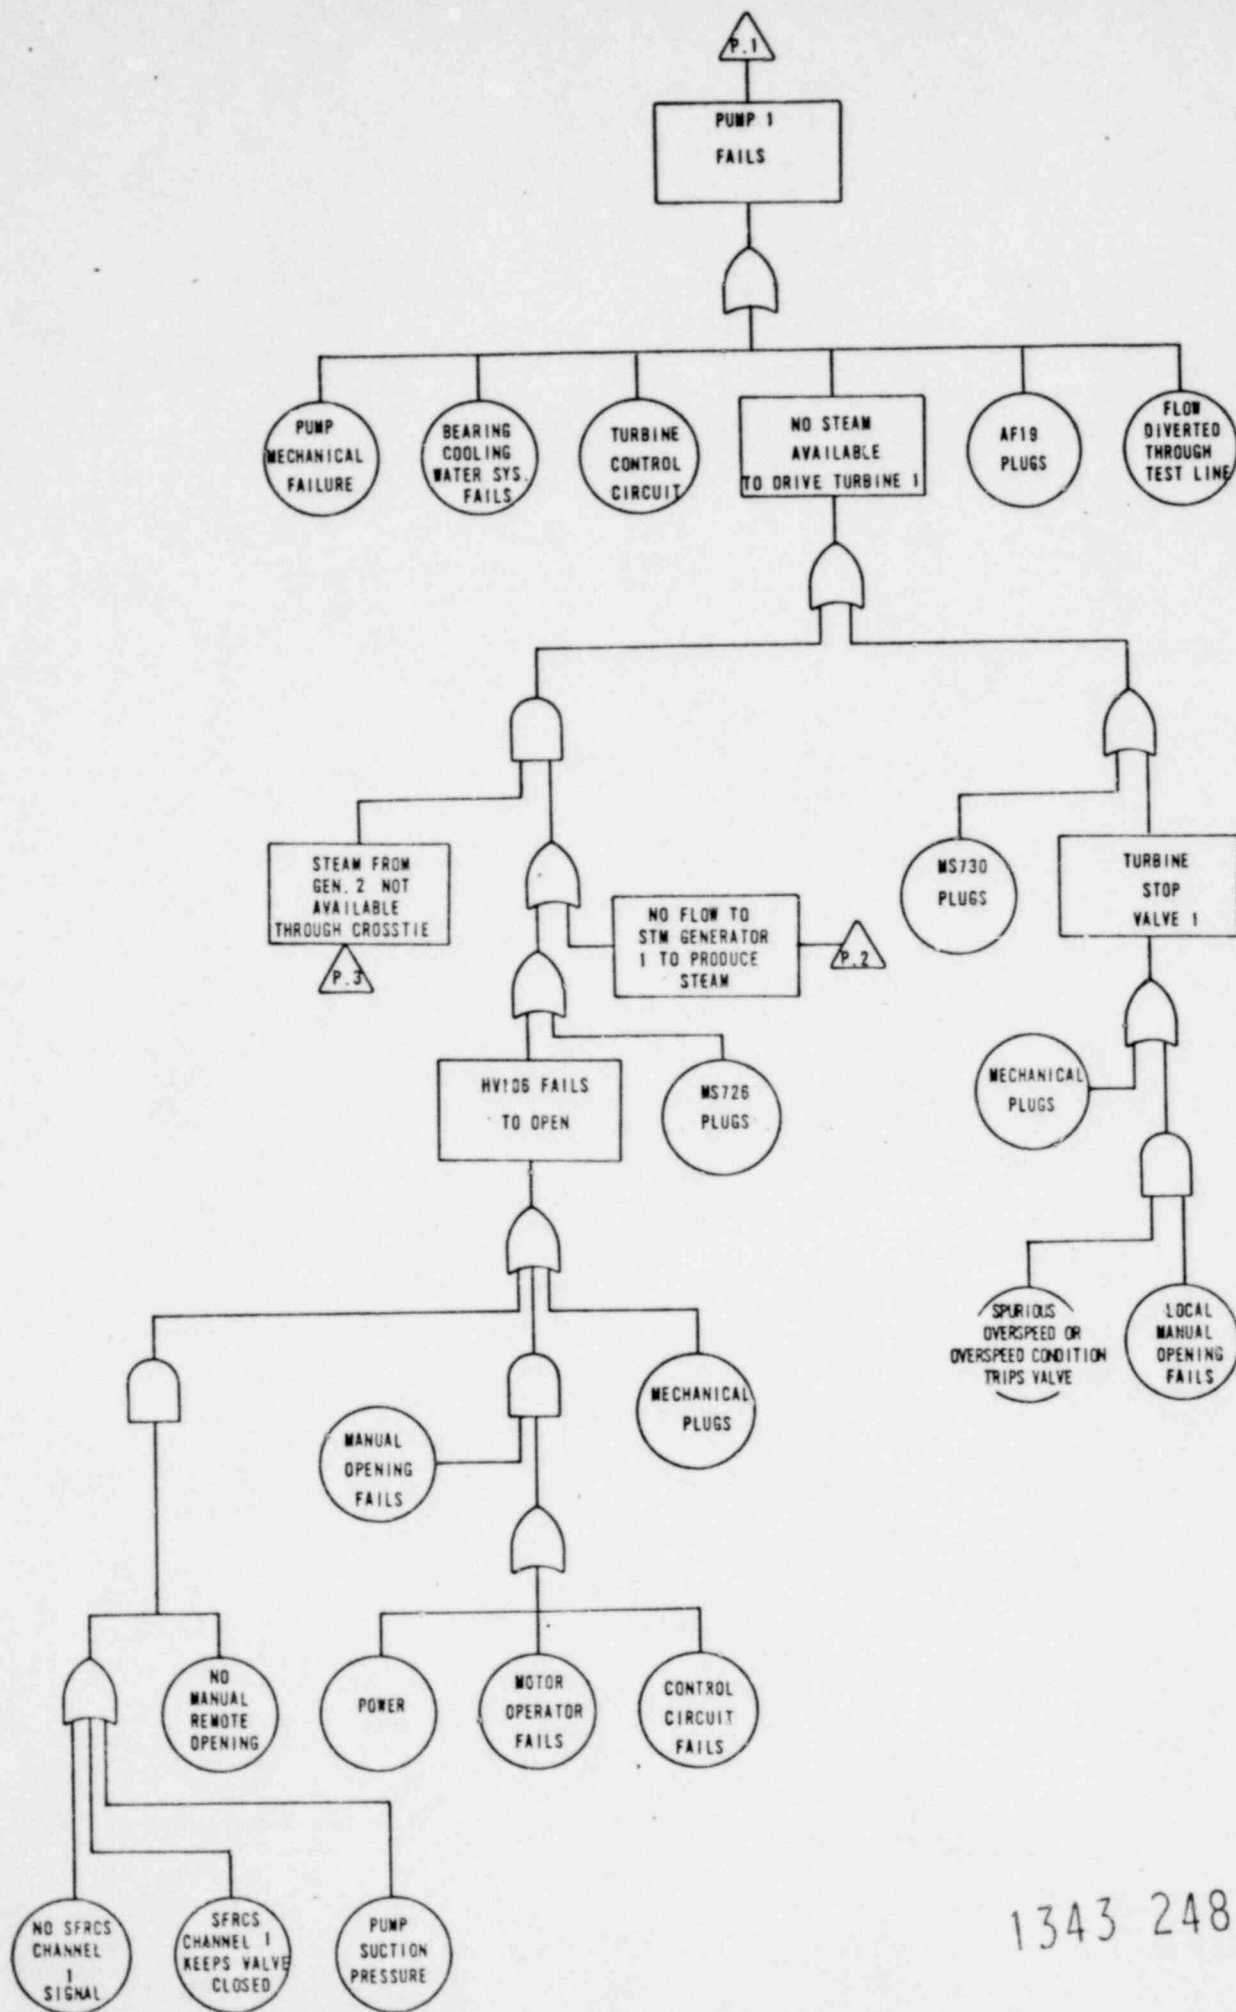 P.1
PUMP 1
FAILS
PUMP
MECHANICAL
FAILURE
BEARING
COOLING
WATER SYS.
FAILS
TURBINE
CONTROL
CIRCUIT
NO STEAM
AVAILABLE
TO DRIVE TURBINE 1
AF19
PLUGS
FLOW
DIVERTED
THROUGH
TEST LINE
STEAM FROM
GEN. 2 NOT
AVAILABLE
THROUGH CROSSTIE
P.3
NO FLOW TO
STM GENERATOR
1 TO PRODUCE
STEAM
P.2
MS730
PLUGS
TURBINE
STOP
VALVE 1
HV106 FAILS
TO OPEN
MS726
PLUGS
MECHANICAL
PLUGS
SPURIOUS
OVERSPEED OR
OVERSPEED CONDITION
TRIPS VALVE
LOCAL
MANUAL
OPENING
FAILS
MANUAL
OPENING
FAILS
MECHANICAL
PLUGS
NO
MANUAL
REMOTE
OPENING
POWER
MOTOR
OPERATOR
FAILS
CONTROL
CIRCUIT
FAILS
NO SFRCS
CHANNEL
1
SIGNAL
SFRCS
CHANNEL 1
KEEPS VALVE
CLOSED
PUMP
SUCTION
PRESSURE
1343 248